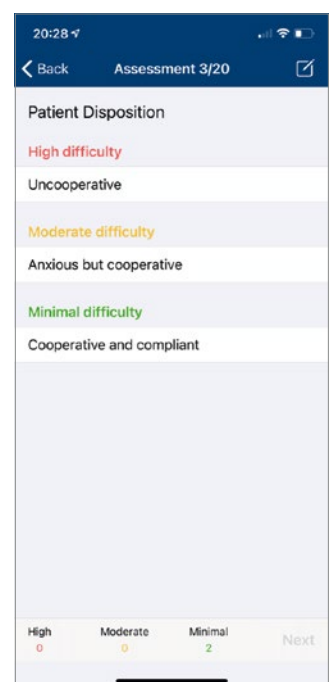 20:28
Back Assessment 3/20
Patient Disposition
High difficulty
Uncooperative
Moderate difficulty
Anxious but cooperative
Minimal difficulty
Cooperative and compliant
High Moderate Minimal
0 0 2 Next